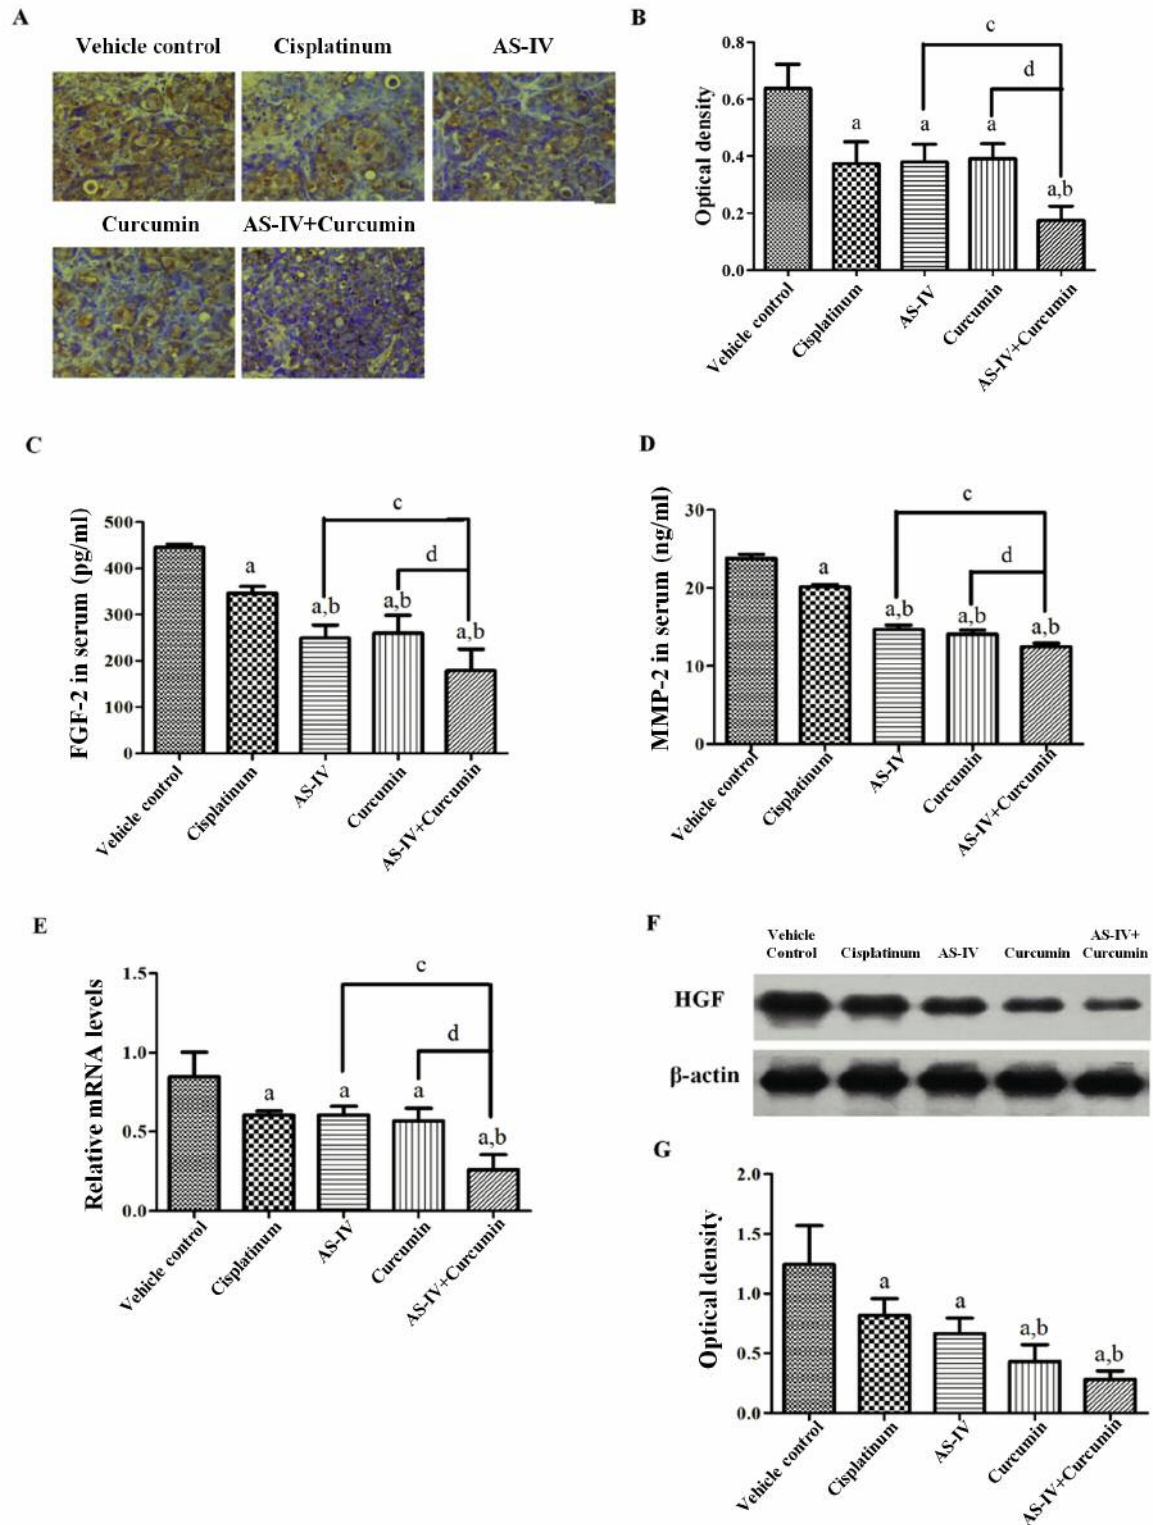 A
Vehicle control
Cisplatinum
AS-IV
Curcumin
AS-IV+Curcumin
B
Optical density
0.8
0.6
0.4
0.2
0.0
c
d
a
a
a
a,b
Vehicle control
Cisplatinum
AS-IV
Curcumin
AS-IV+Curcumin
C
FGF-2 in serum (pg/ml)
500
400
300
200
100
0
c
d
a
a,b
a,b
a,b
Vehicle control
Cisplatinum
AS-IV
Curcumin
AS-IV+Curcumin
D
MMP-2 in serum (ng/ml)
30
20
10
0
c
d
a
a,b
a,b
a,b
Vehicle control
Cisplatinum
AS-IV
Curcumin
AS-IV+Curcumin
E
Relative mRNA levels
1.5
1.0
0.5
0.0
c
d
a
a
a
a,b
Vehicle control
Cisplatinum
AS-IV
Curcumin
AS-IV+Curcumin
F
Vehicle
Control
Cisplatinum
AS-IV
Curcumin
AS-IV+
Curcumin
HGF
β-actin
G
Optical density
2.0
1.5
1.0
0.5
0.0
a
a
a,b
a,b
Vehicle control
Cisplatinum
AS-IV
Curcumin
AS-IV+Curcumin